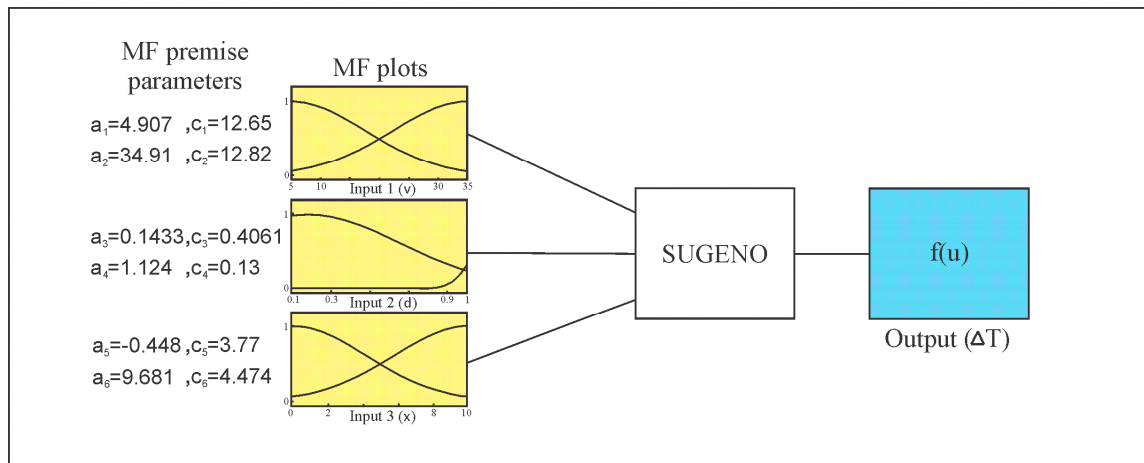 MF premise
parameters
MF plots
a₁=4.907 ,c₁=12.65
a₂=34.91 ,c₂=12.82
1
0
5 10 30 35
Input 1 (v)
a₃=0.1433,c₃=0.4061
a₄=1.124 ,c₄=0.13
1
0
0.1 0.3 0.9 1
Input 2 (d)
a₅=-0.448,c₅=3.77
a₆=9.681 ,c₆=4.474
1
0
0 2 8 10
Input 3 (x)
SUGENO
f(u)
Output (ΔT)